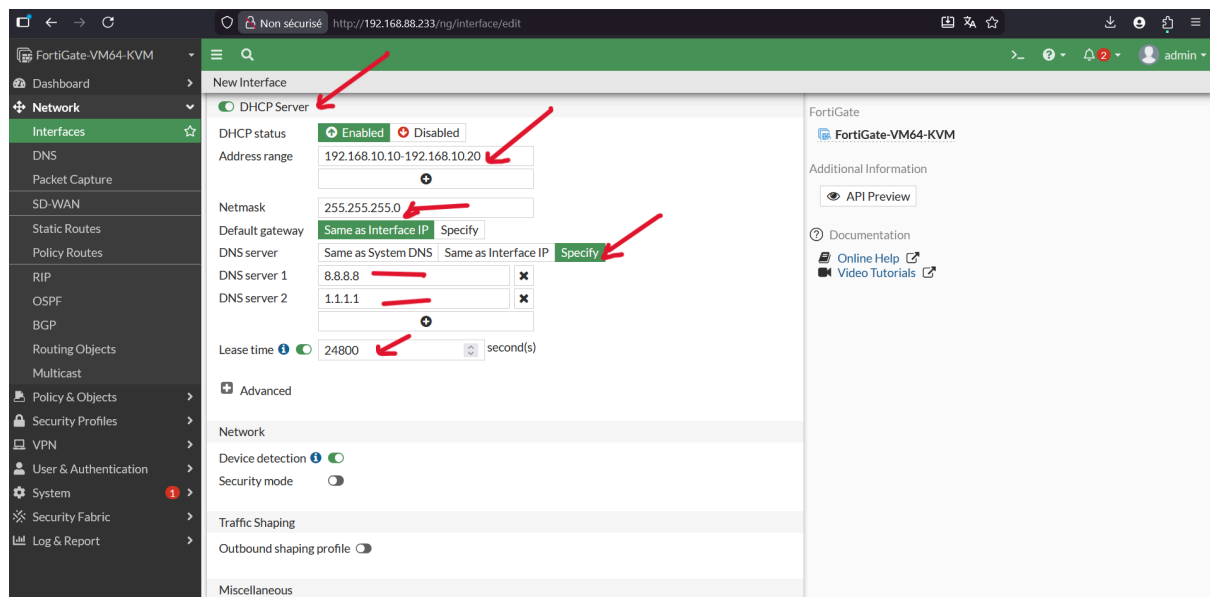 Non sécurisé http://192.168.88.233/ng/interface/edit
FortiGate-VM64-KVM
>_ 2 admin
Dashboard
Network
Interfaces
DNS
Packet Capture
SD-WAN
Static Routes
Policy Routes
RIP
OSPF
BGP
Routing Objects
Multicast
Policy & Objects
Security Profiles
VPN
User & Authentication
System 1
Security Fabric
Log & Report
New Interface
DHCP Server
DHCP status Enabled Disabled
Address range 192.168.10.10-192.168.10.20
Netmask 255.255.255.0
Default gateway Same as Interface IP Specify
DNS server Same as System DNS Same as Interface IP Specify
DNS server 1 8.8.8.8
DNS server 2 1.1.1.1
Lease time 24800 second(s)
Advanced
Network
Device detection
Security mode
Traffic Shaping
Outbound shaping profile
Miscellaneous
FortiGate
FortiGate-VM64-KVM
Additional Information
API Preview
Documentation
Online Help
Video Tutorials